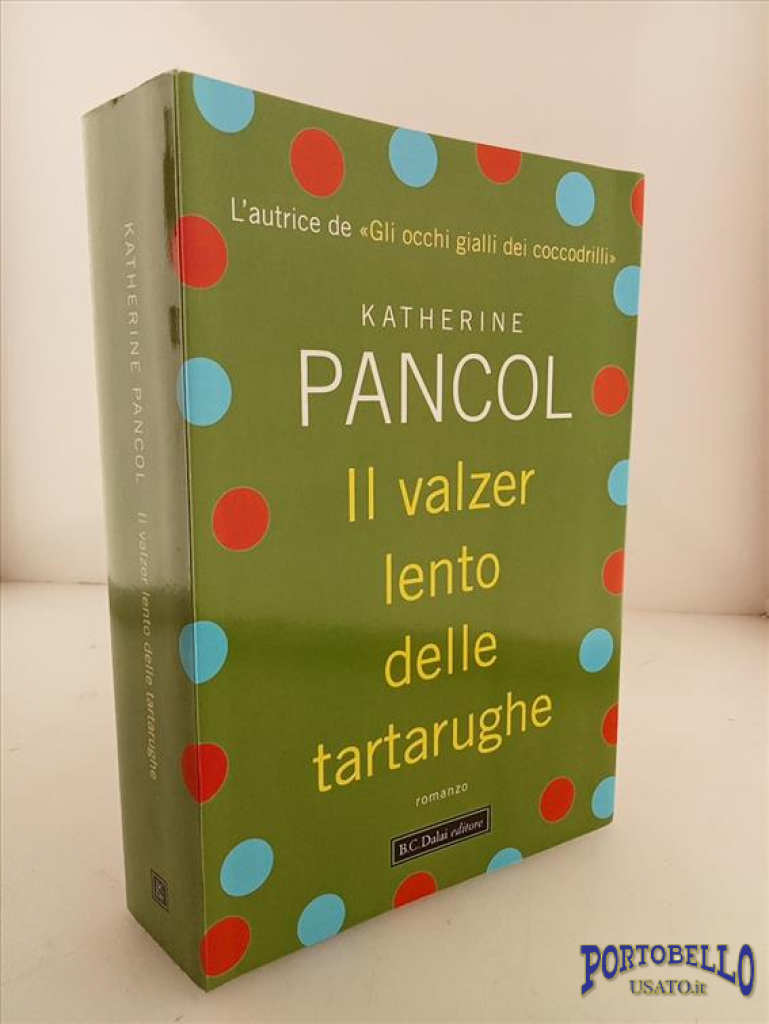 L'autrice de «Gli occhi gialli dei coccodrilli»
KATHERINE
PANCOL
Il valzer
lento
delle
tartarughe
romanzo
B.C.Dalai editore
KATHERINE PANCOL Il valzer lento delle tartarughe
PORTOBELLO
USATO.it